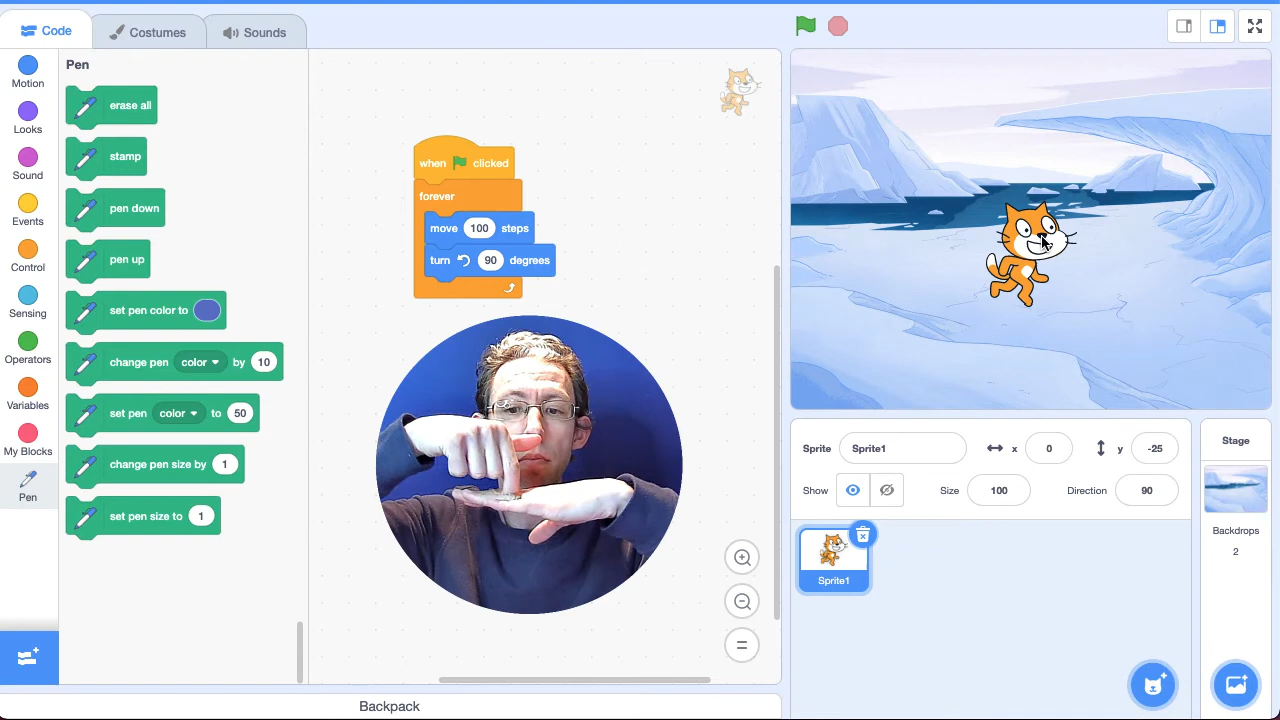 Code
Costumes
Sounds
Motion
Looks
Sound
Events
Control
Sensing
Operators
Variables
My Blocks
Pen
Pen
erase all
stamp
pen down
pen up
set pen color to
change pen color by 10
set pen color to 50
change pen size by 1
set pen size to 1
when clicked
forever
move 100 steps
turn 90 degrees
Backpack
Sprite Sprite1 x 0 y -25
Show Size 100 Direction 90
Sprite1
Stage
Backdrops
2